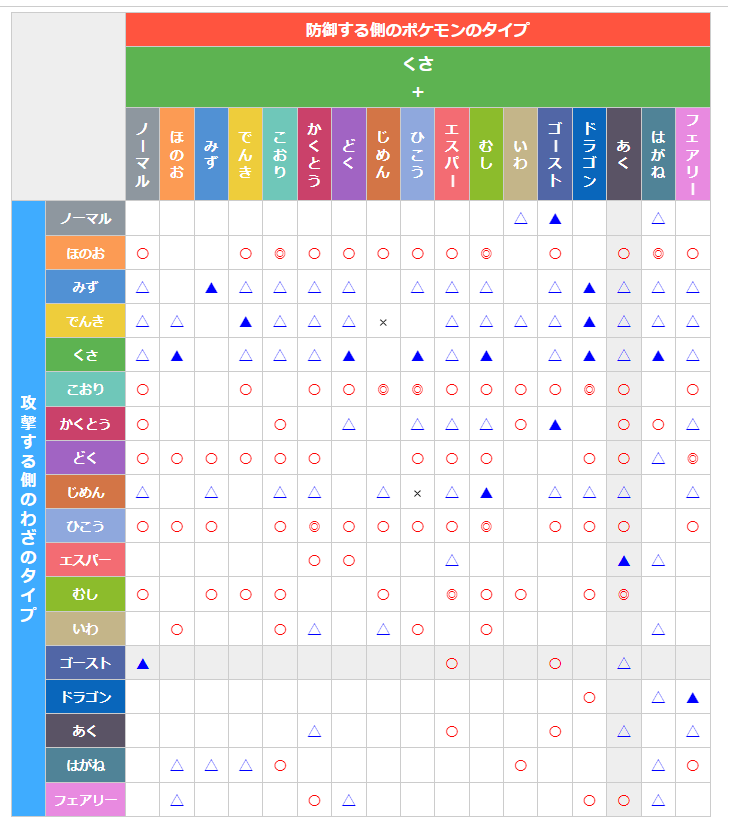 防御する側のポケモンのタイプ
くさ
+
ノーマル ほのお みず でんき こおり かくとう どく じめん ひこう エスパー むし いわ ゴースト ドラゴン あく はがね フェアリー
攻撃する側のわざのタイプ
ノーマル △ ▲ △
ほのお ○ ○ ◎ ○ ○ ○ ○ ○ ◎ ○ ○ ◎ ○
みず △ ▲ △ △ △ △ △ △ △ △ ▲ △ △ △
でんき △ △ ▲ △ △ △ × △ △ △ △ ▲ △ △ △
くさ △ ▲ △ △ △ ▲ ▲ △ ▲ △ ▲ △ ▲ △
こおり ○ ○ ○ ○ ◎ ◎ ○ ○ ○ ○ ◎ ○ ○
かくとう ○ ○ △ △ △ △ ○ ▲ ○ ○ △
どく ○ ○ ○ ○ ○ ○ ○ ○ ○ ○ ○ △ ◎
じめん △ △ △ △ △ × △ ▲ △ △ △ △
ひこう ○ ○ ○ ○ ◎ ○ ○ ○ ○ ◎ ○ ○ ○ ○
エスパー ○ ○ △ ▲ △
むし ○ ○ ○ ○ ○ ◎ ○ ○ ○ ◎
いわ ○ ○ △ △ ○ ○ △
ゴースト ▲ ○ ○ △
ドラゴン ○ △ ▲
あく △ ○ ○ △ △
はがね △ △ △ ○ ○ △ ○
フェアリー △ ○ △ ○ ○ △